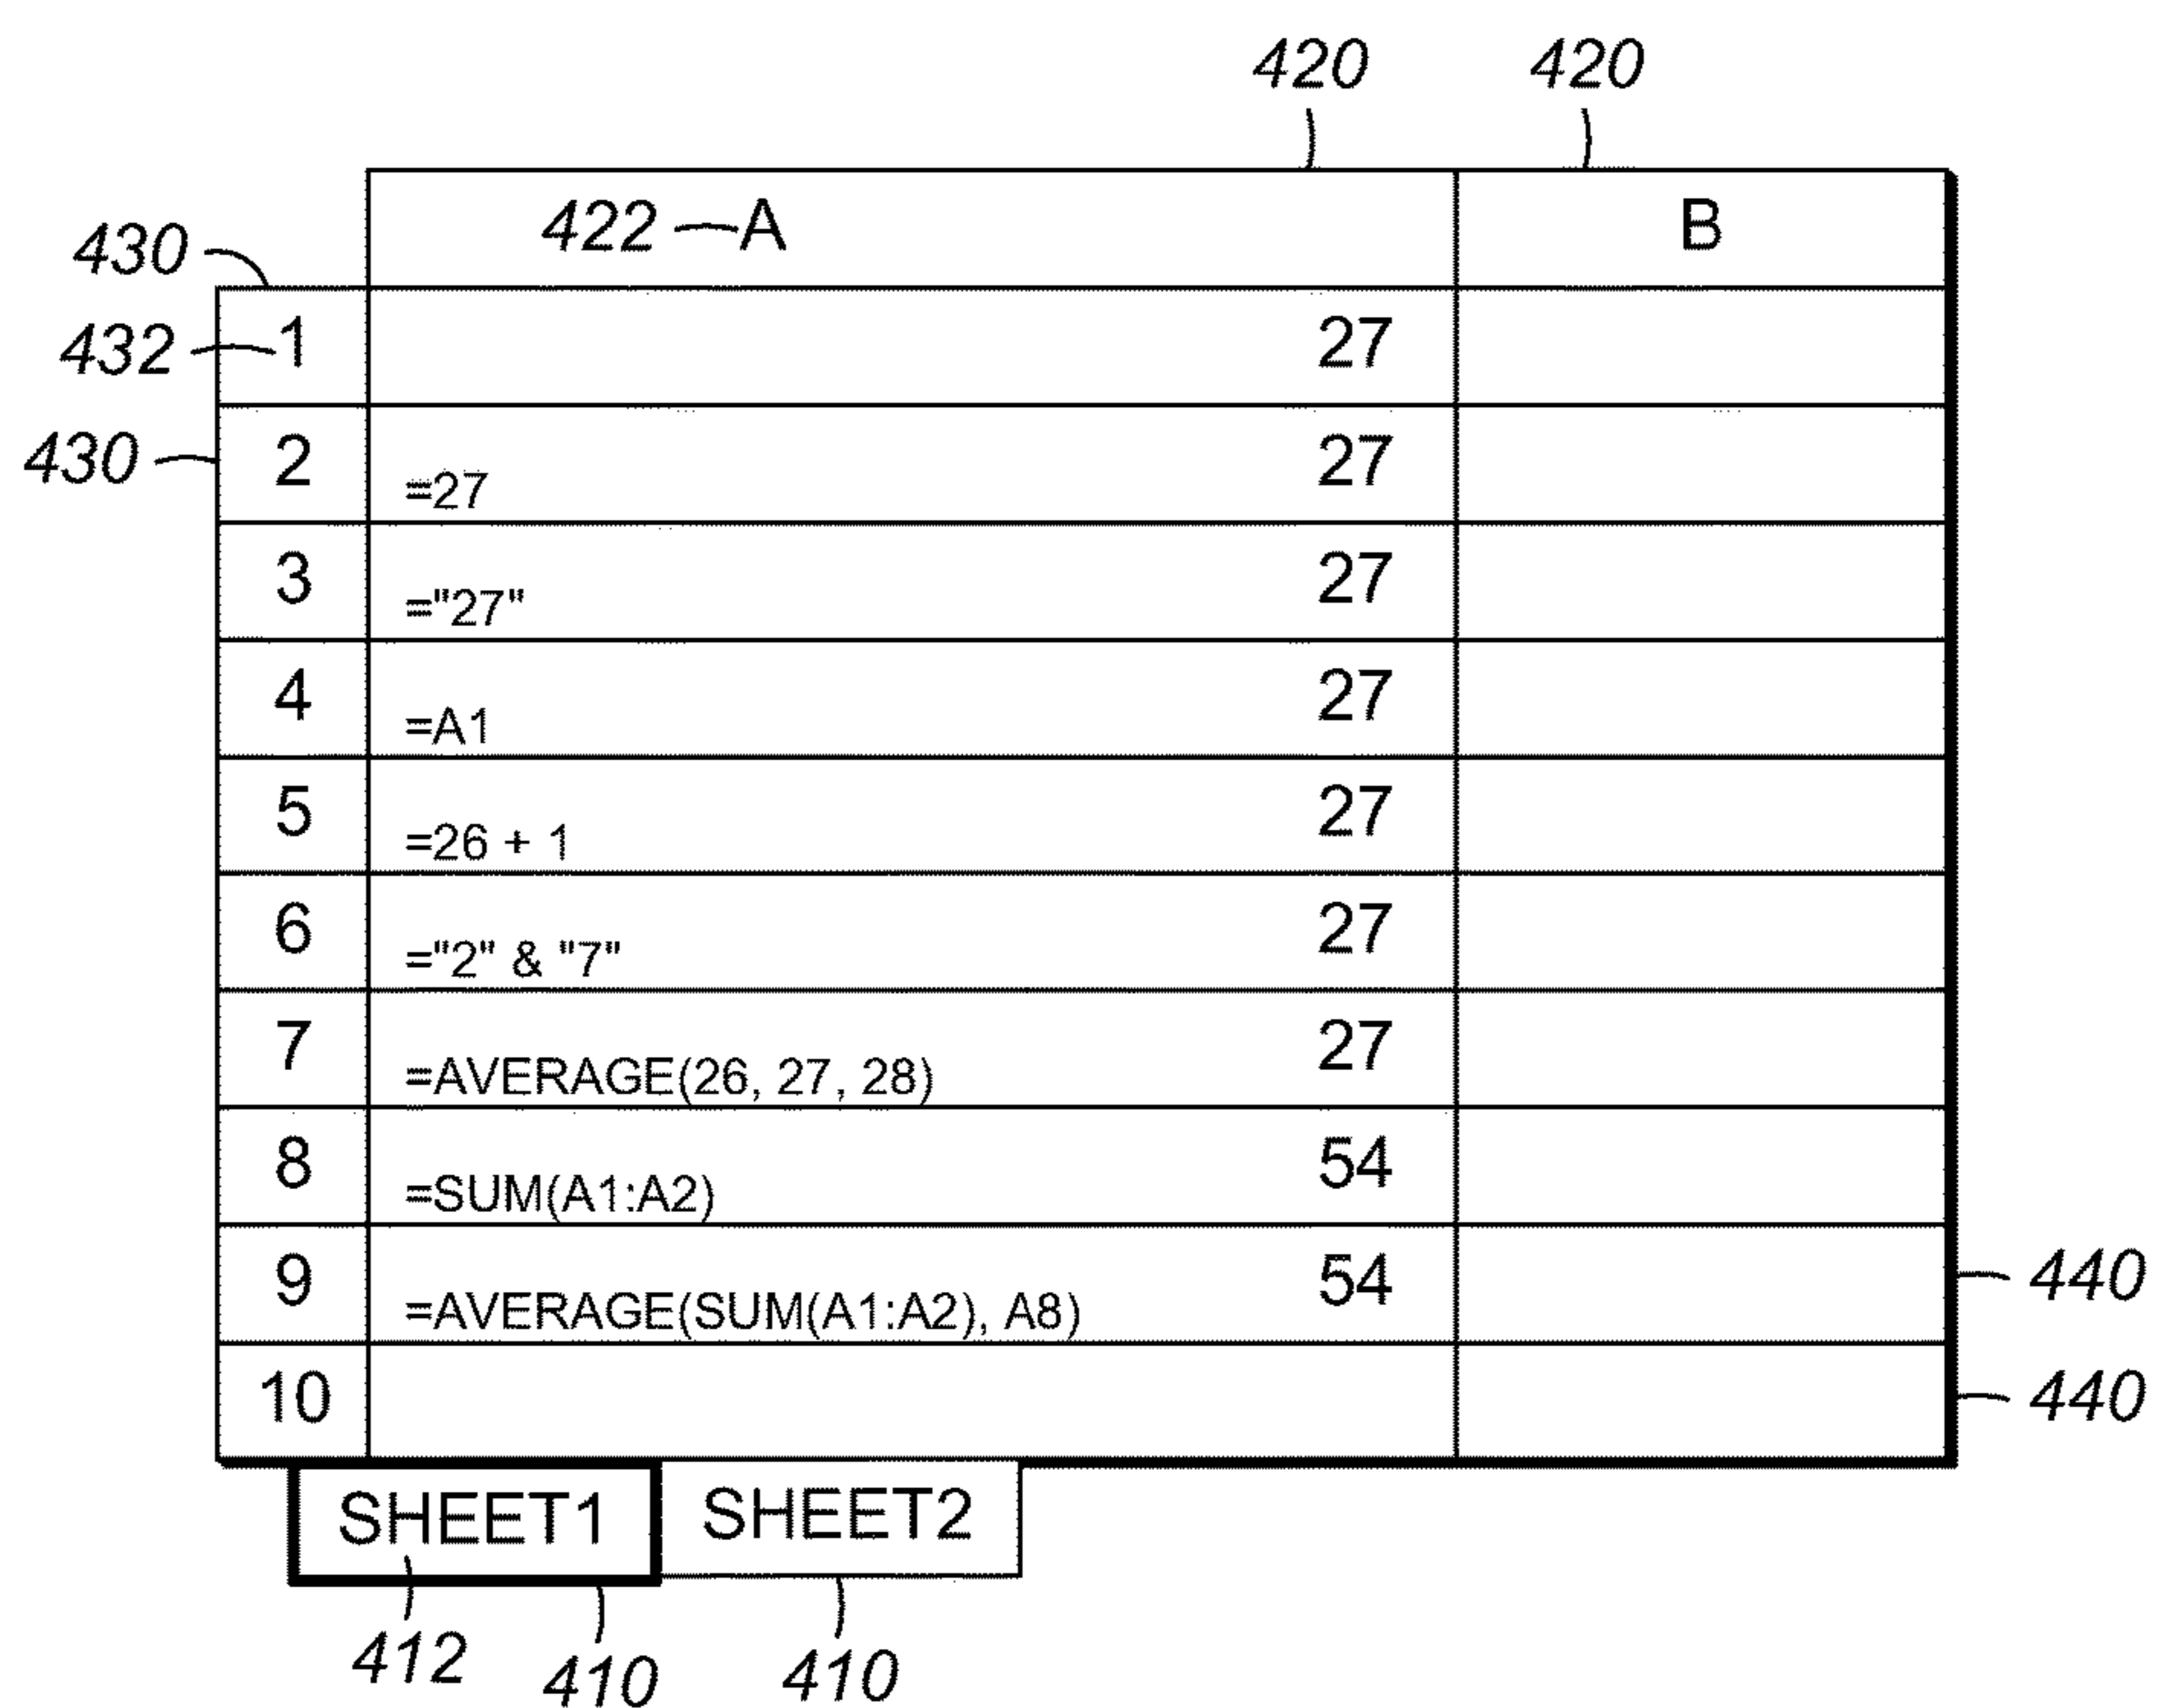 420 420
422 A B
430
432 1 27
430 2 =27 27
3 ="27" 27
4 =A1 27
5 =26 + 1 27
6 ="2" & "7" 27
7 =AVERAGE(26, 27, 28) 27
8 =SUM(A1:A2) 54
9 =AVERAGE(SUM(A1:A2), A8) 54 440
10 440
SHEET1 SHEET2
412 410 410